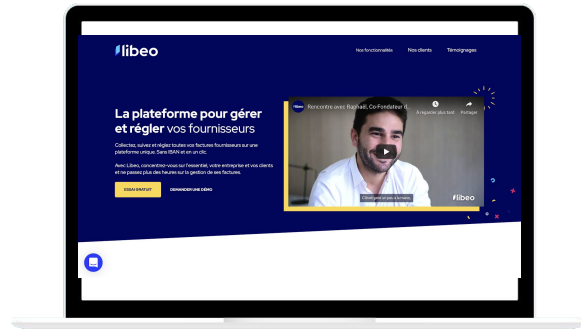 libeo
Nos fonctionnalités
Nos clients
Témoignages
La plateforme pour gérer
et régler vos fournisseurs
Collectez, suivez et réglez toutes vos factures fournisseurs sur une
plateforme unique. Sans IBAN et en un clic.
Avec Libeo, concentrez-vous sur l'essentiel, votre entreprise et vos clients
et ne passez plus des heures sur la gestion de ses factures.
ESSAI GRATUIT
DEMANDER UNE DÉMO
libeo
Rencontre avec Raphaël, Co-Fondateur d...
À regarder plus tard
Partager
libeo